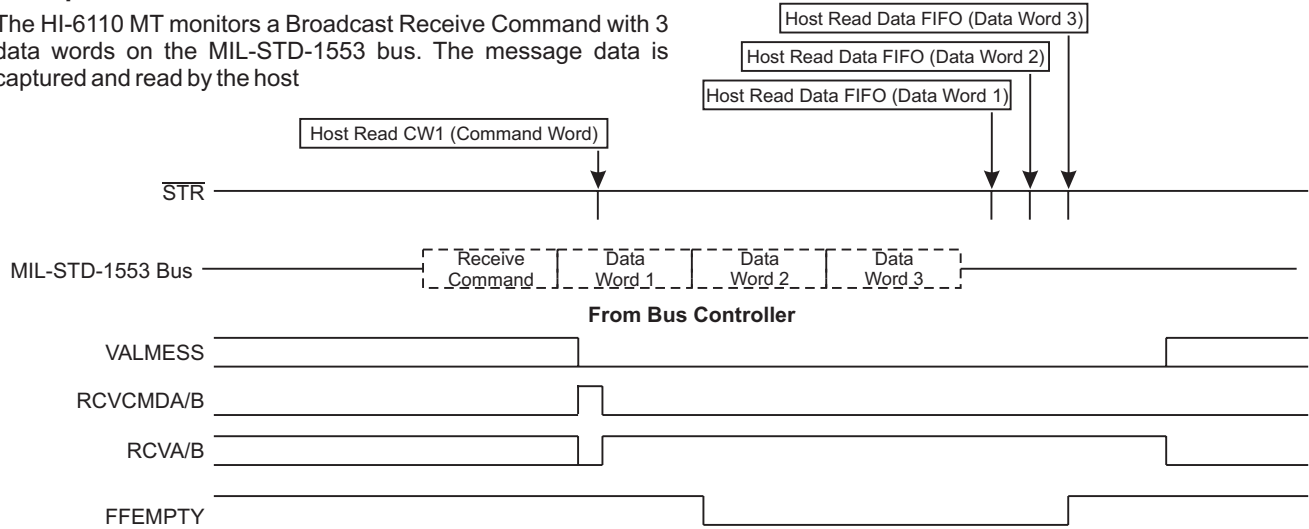 The HI-6110 MT monitors a Broadcast Receive Command with 3
data words on the MIL-STD-1553 bus. The message data is
captured and read by the host
Host Read Data FIFO (Data Word 3)
Host Read Data FIFO (Data Word 2)
Host Read Data FIFO (Data Word 1)
Host Read CW1 (Command Word)
STR
MIL-STD-1553 Bus
Receive
Command
Data
Word 1
Data
Word 2
Data
Word 3
From Bus Controller
VALMESS
RCVCMDA/B
RCVA/B
FFEMPTY